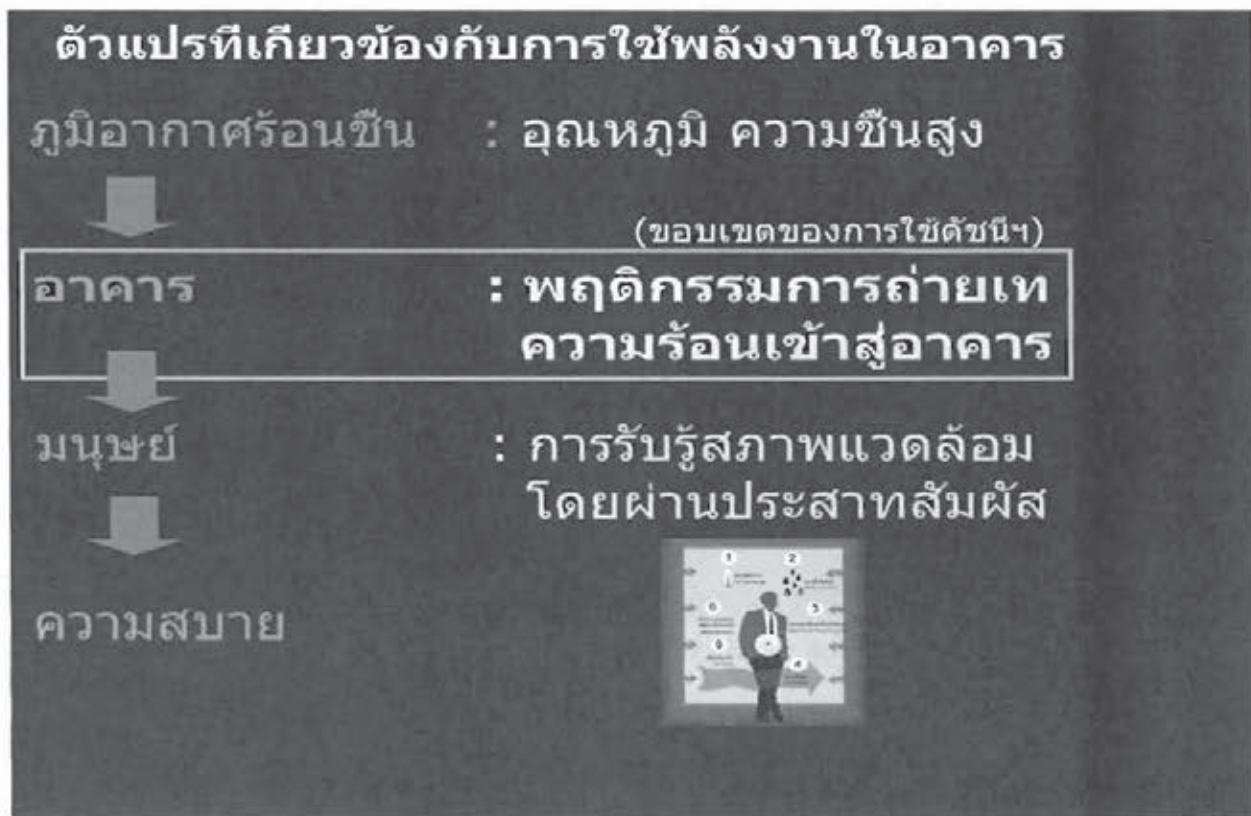 ตัวแปรที่เกี่ยวข้องกับการใช้พลังงานในอาคาร
ภูมิอากาศร้อนชื้น : อุณหภูมิ ความชื้นสูง
(ขอบเขตของการใช้ดัชนีฯ)
อาคาร : พฤติกรรมการถ่ายเท
ความร้อนเข้าสู่อาคาร
มนุษย์ : การรับรู้สภาพแวดล้อม
โดยผ่านประสาทสัมผัส
1 2
6 3
ความสบาย